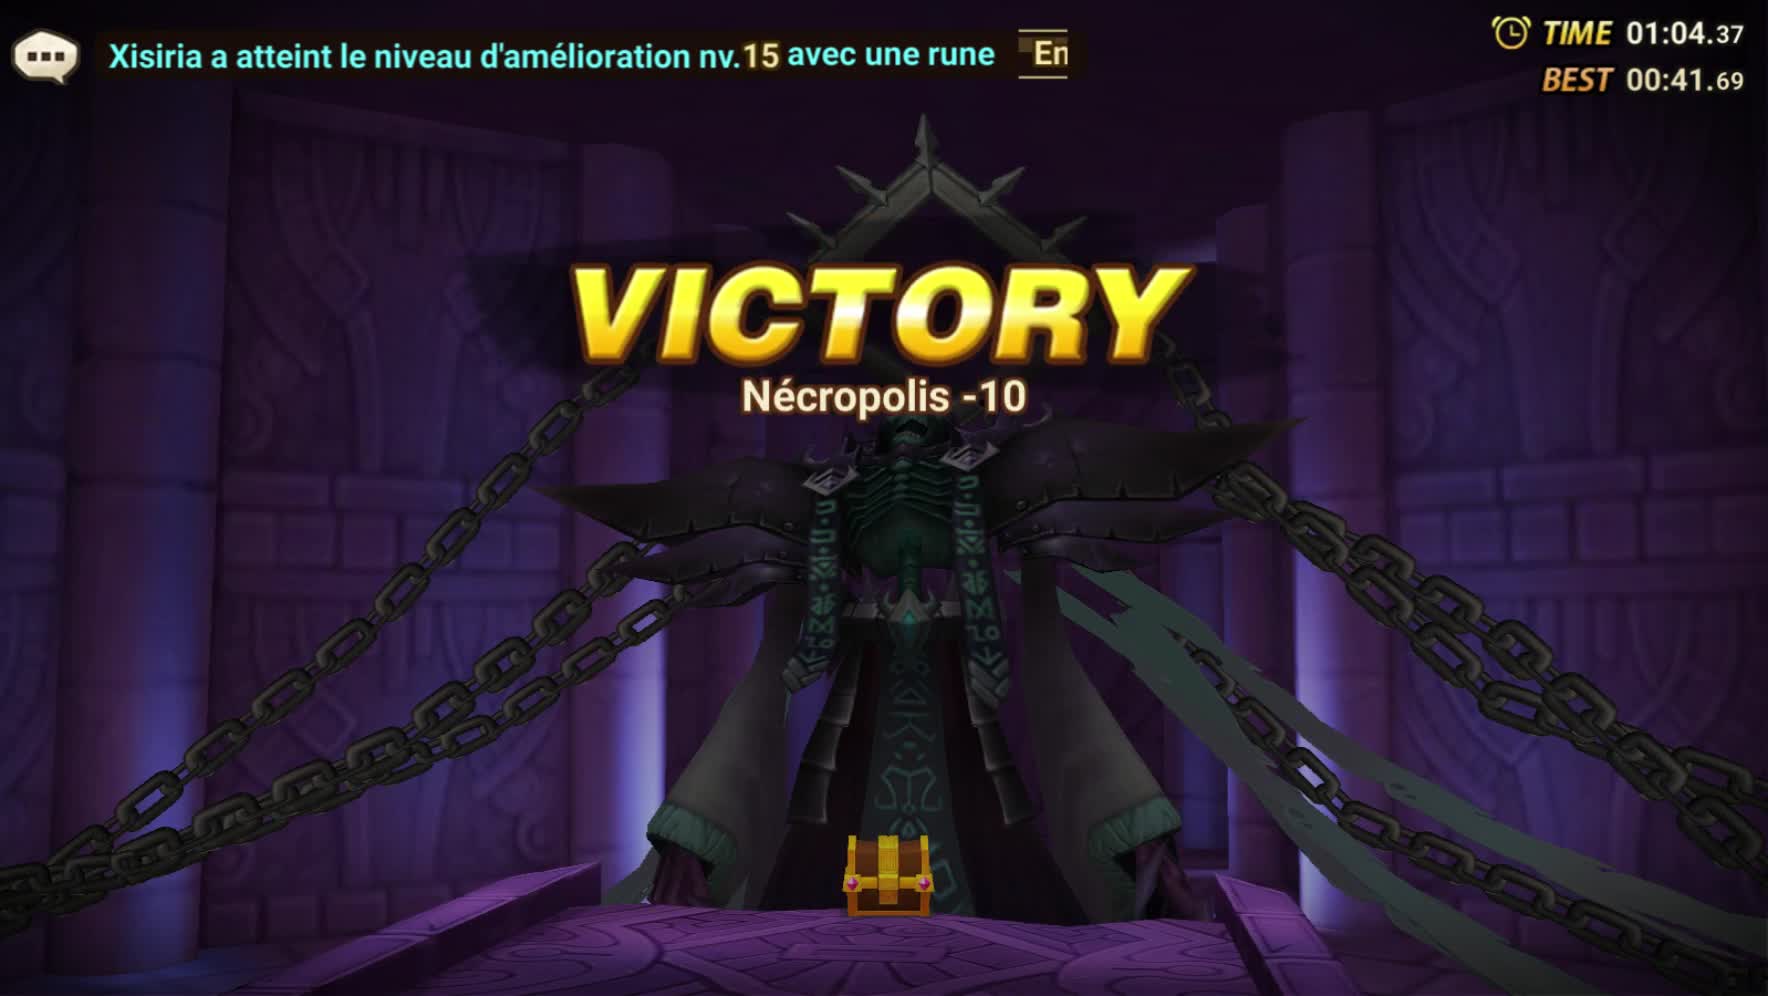 Xisiria a atteint le niveau d'amélioration nv.15 avec une rune En
TIME 01:04.37
BEST 00:41.69
VICTORY
Nécropolis -10